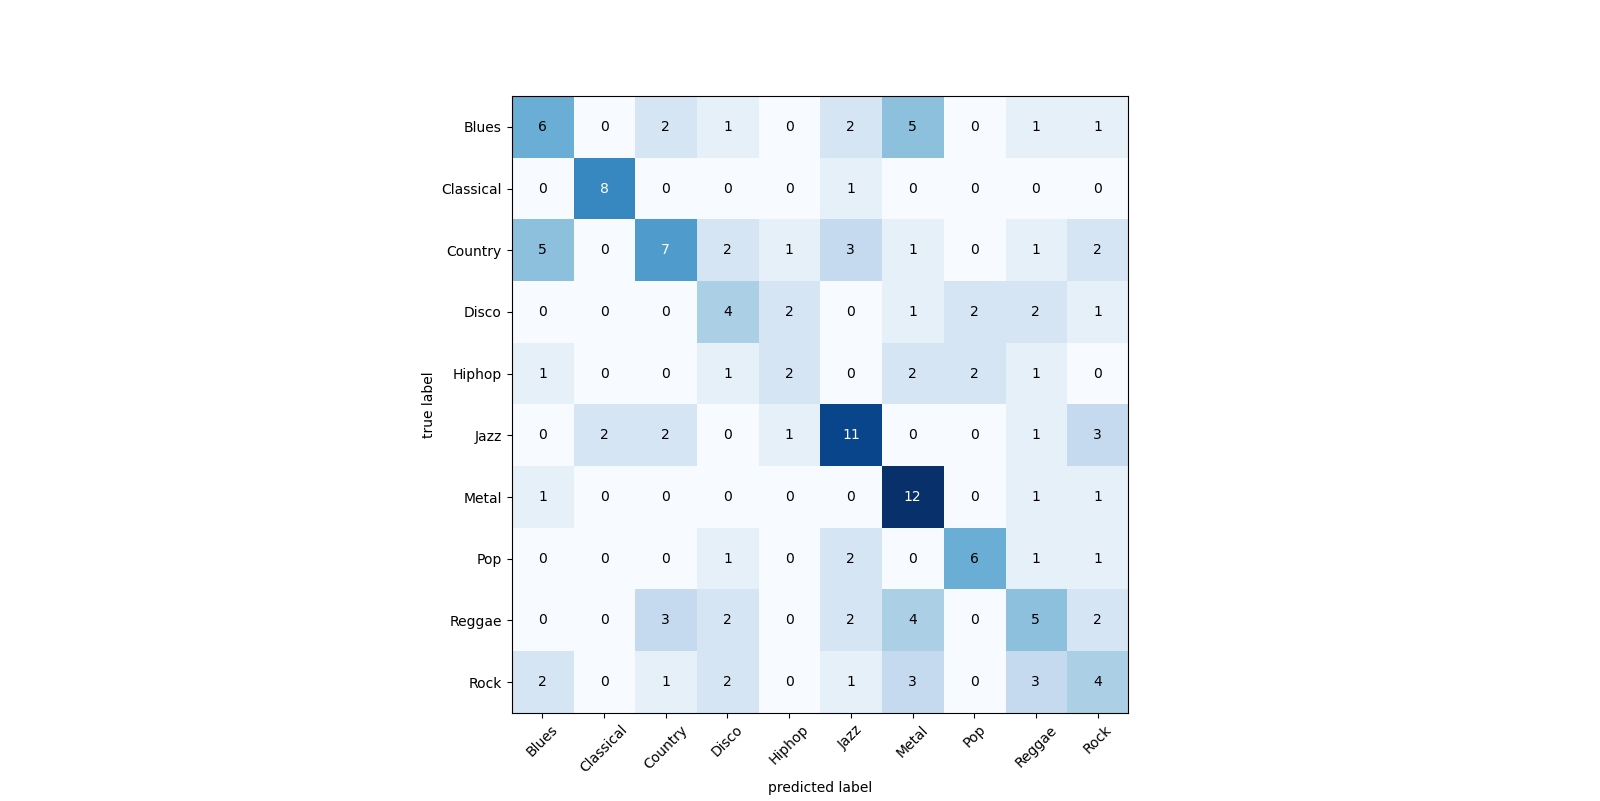 Blues 6 0 2 1 0 2 5 0 1 1
Classical 0 8 0 0 0 1 0 0 0 0
Country 5 0 7 2 1 3 1 0 1 2
Disco 0 0 0 4 2 0 1 2 2 1
Hiphop 1 0 0 1 2 0 2 2 1 0
Jazz 0 2 2 0 1 11 0 0 1 3
Metal 1 0 0 0 0 0 12 0 1 1
Pop 0 0 0 1 0 2 0 6 1 1
Reggae 0 0 3 2 0 2 4 0 5 2
Rock 2 0 1 2 0 1 3 0 3 4
true label
Blues Classical Country Disco Hiphop Jazz Metal Pop Reggae Rock
predicted label